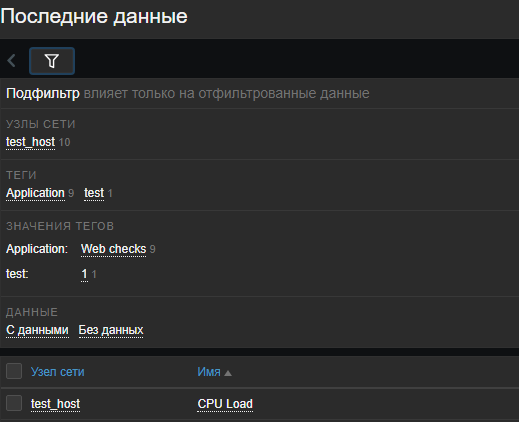 Последние данные
Подфильтр влияет только на отфильтрованные данные
УЗЛЫ СЕТИ
test_host 10
ТЕГИ
Application 9 test 1
ЗНАЧЕНИЯ ТЕГОВ
Application: Web checks 9
test: 1 1
ДАННЫЕ
С данными Без данных
Узел сети Имя
test_host CPU Load